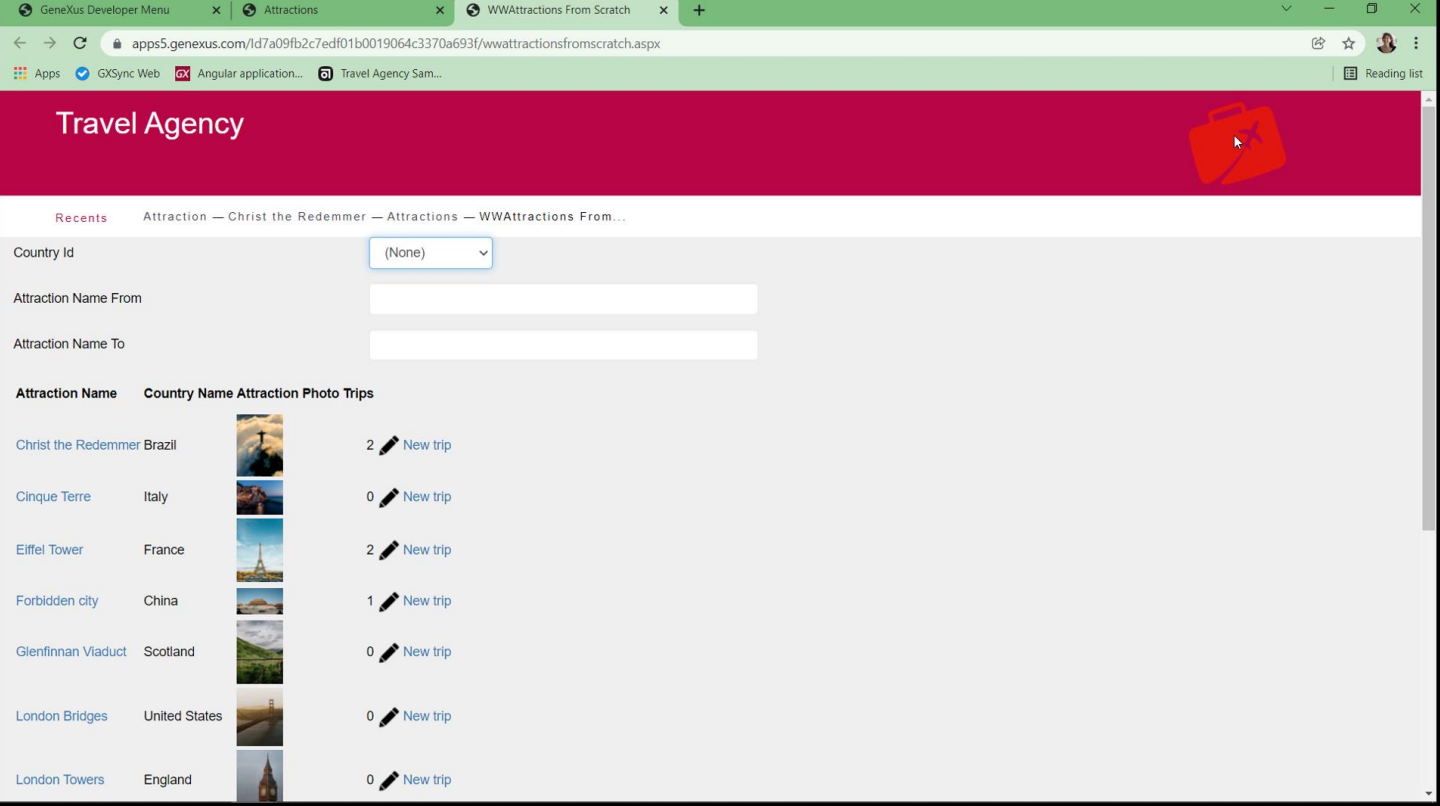 GeneXus Developer Menu
Attractions
WWAttractions From Scratch
apps5.genexus.com/Id7a09fb2c7edf01b0019064c3370a693f/wwattractionsfromscratch.aspx
Apps GXSync Web GX Angular application... a Travel Agency Sam... Reading list
Travel Agency
Recents Attraction — Christ the Redemmer — Attractions — WWAttractions From...
Country Id (None)
Attraction Name From
Attraction Name To
Attraction Name Country Name Attraction Photo Trips
Christ the Redemmer Brazil 2 New trip
Cinque Terre Italy 0 New trip
Eiffel Tower France 2 New trip
Forbidden city China 1 New trip
Glenfinnan Viaduct Scotland 0 New trip
London Bridges United States 0 New trip
London Towers England 0 New trip